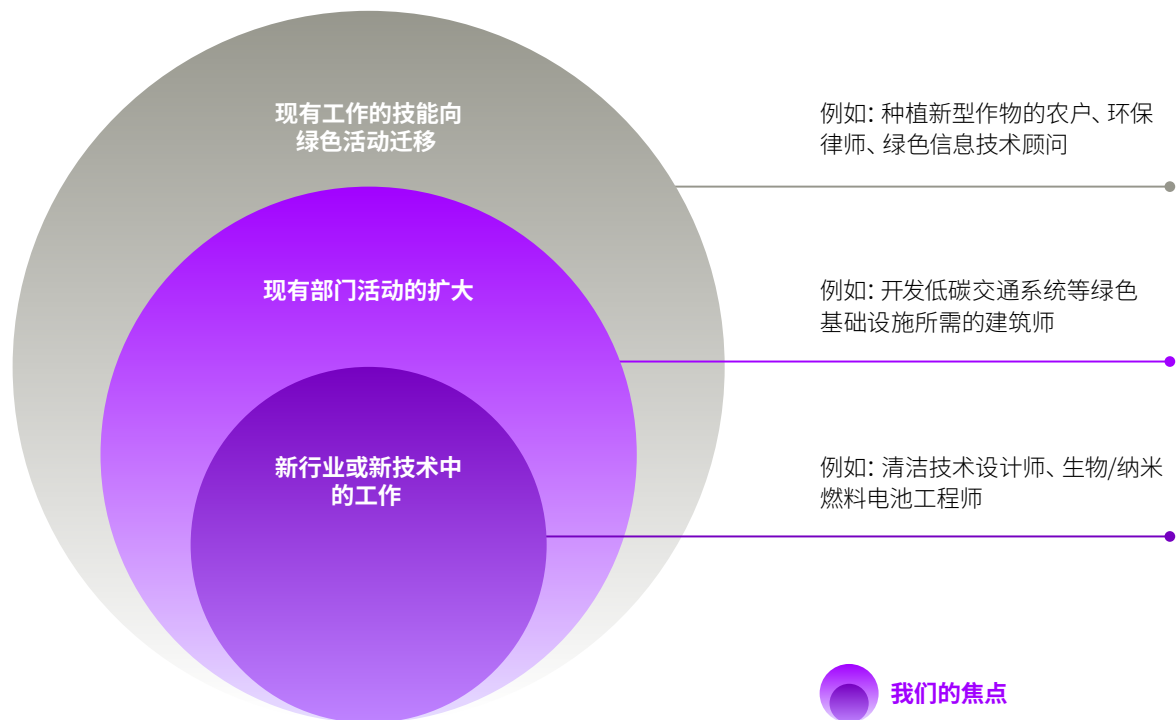 现有工作的技能向
绿色活动迁移
例如：种植新型作物的农户、环保
律师、绿色信息技术顾问
现有部门活动的扩大
例如：开发低碳交通系统等绿色
基础设施所需的建筑师
新行业或新技术中
的工作
例如：清洁技术设计师、生物/纳米
燃料电池工程师
我们的焦点